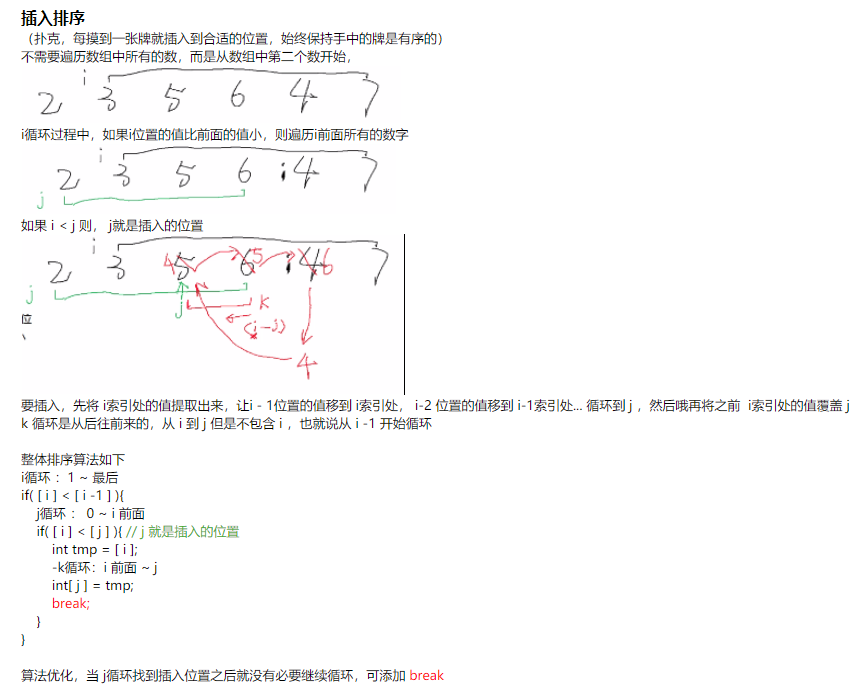 插入排序
（扑克，每摸到一张牌就插入到合适的位置，始终保持手中的牌是有序的）
不需要遍历数组中所有的数，而是从数组中第二个数开始，
i
2 3 5 6 4 7
i循环过程中，如果i位置的值比前面的值小，则遍历i前面所有的数字
i
2 3 5 6 i 4 7
j
如果 i < j 则， j就是插入的位置
i
2 3 4 5 6 5 i 4 6 7
j
j k
位 (i-j)
、
4
要插入，先将 i索引处的值提取出来，让i - 1位置的值移到 i索引处， i-2 位置的值移到 i-1索引处... 循环到 j ，然后哦再将之前 i索引处的值覆盖 j
k 循环是从后往前来的，从 i 到 j 但是不包含 i ，也就说从 i -1 开始循环
整体排序算法如下
i循环 ：1 ~ 最后
if( [ i ] < [ i -1 ] ){
j循环 ： 0 ~ i 前面
if( [ i ] < [ j ] ){ // j 就是插入的位置
int tmp = [ i ];
-k循环：i 前面 ~ j
int[ j ] = tmp;
break;
}
}
算法优化，当 j循环找到插入位置之后就没有必要继续循环，可添加 break